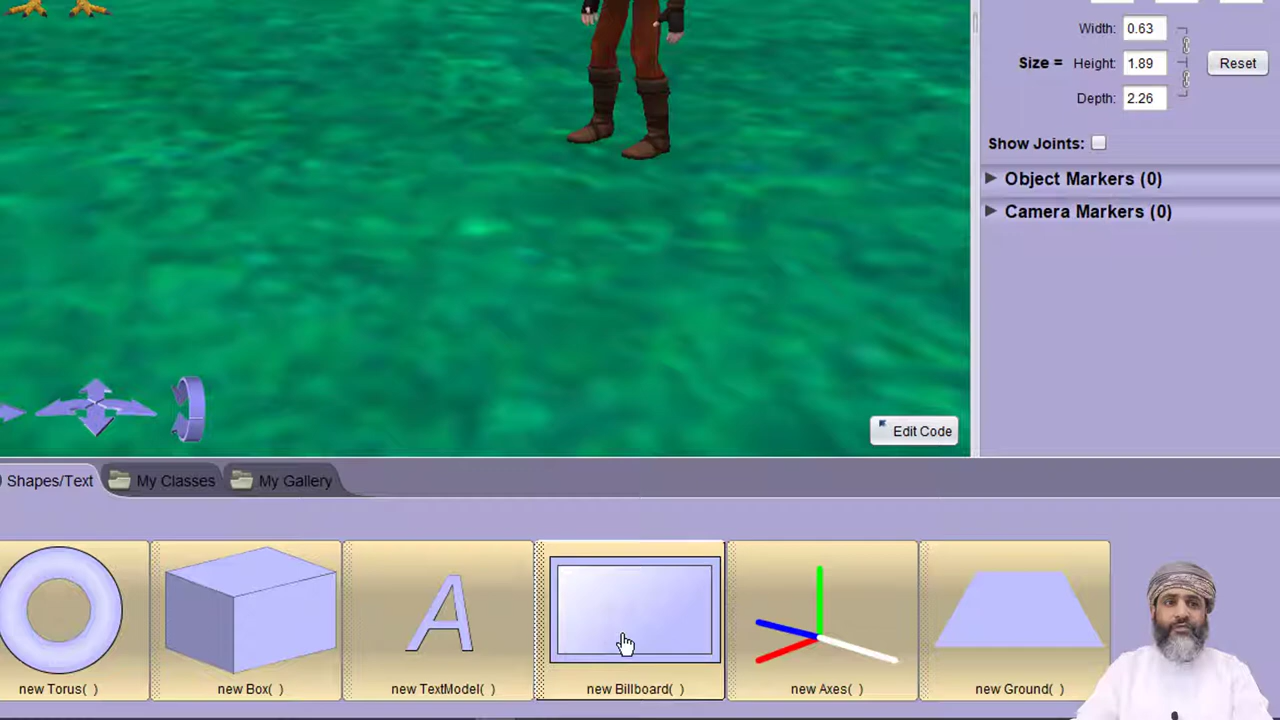 Width: 0.63
Size = Height: 1.89 Reset
Depth: 2.26
Show Joints:
Object Markers (0)
Camera Markers (0)
Edit Code
Shapes/Text My Classes My Gallery
new Torus( ) new Box( ) new TextModel( ) new Billboard( ) new Axes( ) new Ground( )